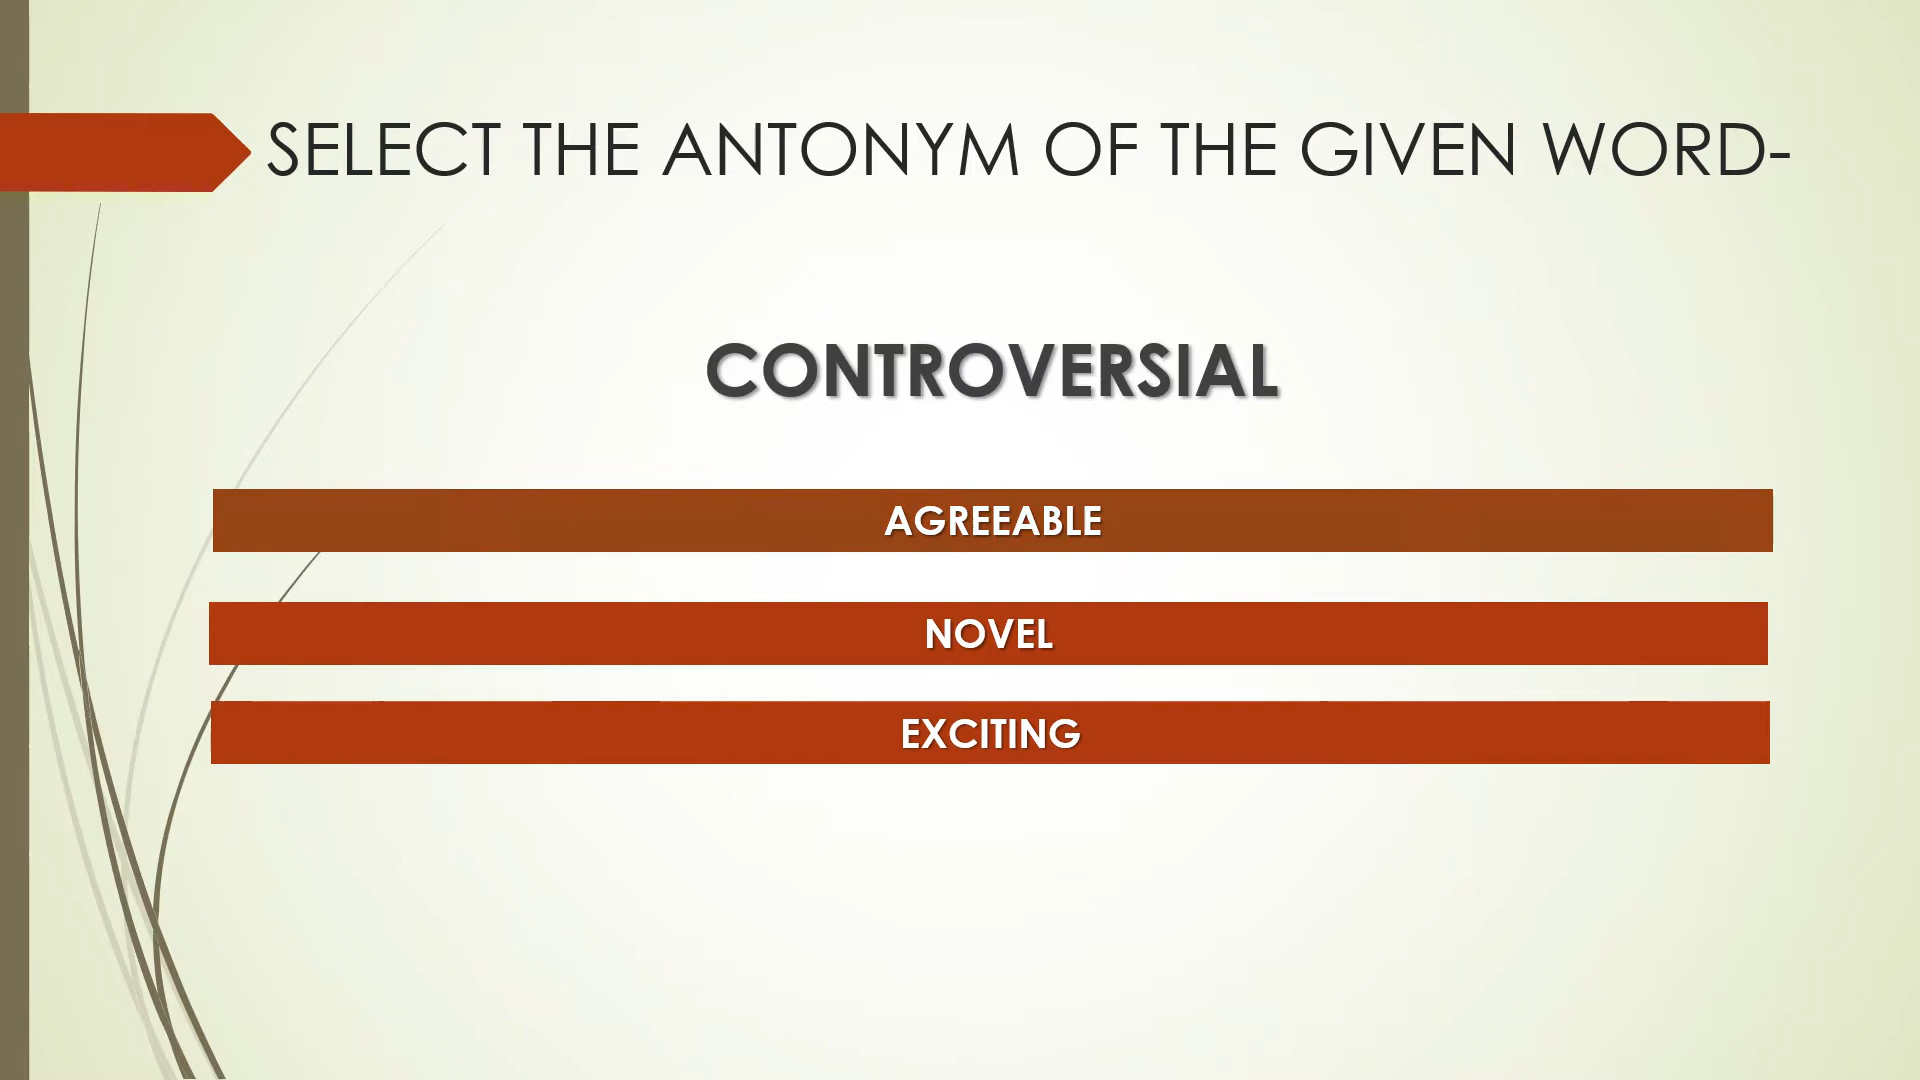 SELECT THE ANTONYM OF THE GIVEN WORD-
CONTROVERSIAL
AGREEABLE
NOVEL
EXCITING